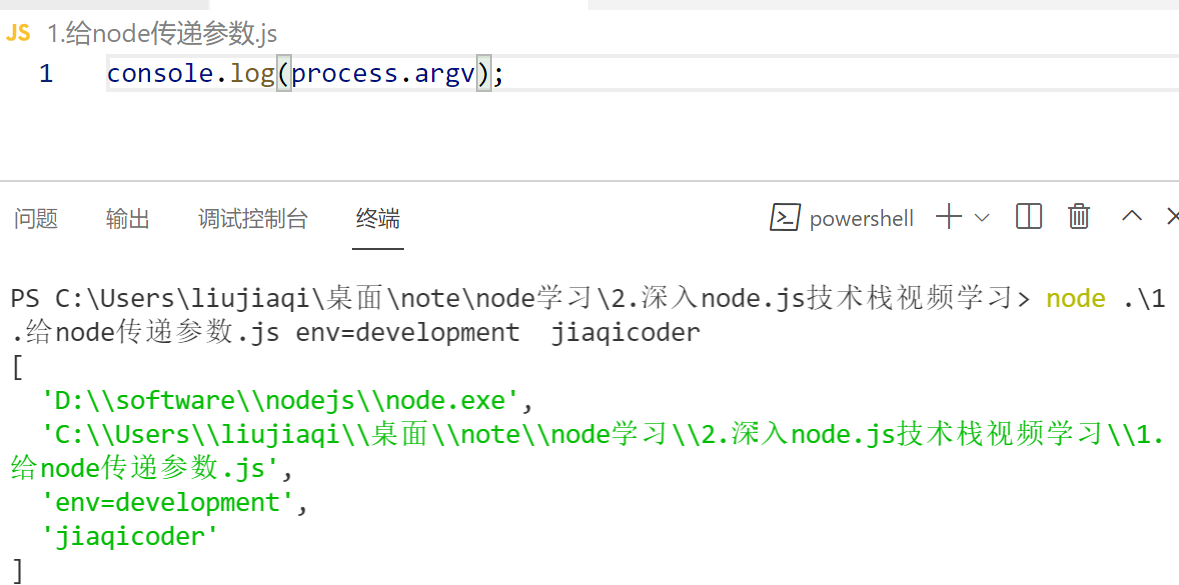 JS 1.给node传递参数.js
1 console.log(process.argv);
问题 输出 调试控制台 终端 powershell
PS C:\Users\liujiaqi\桌面\note\node学习\2.深入node.js技术栈视频学习> node .\1
.给node传递参数.js env=development  jiaqicoder
[
  'D:\\software\\nodejs\\node.exe',
  'C:\\Users\\liujiaqi\\桌面\\note\\node学习\\2.深入node.js技术栈视频学习\\1.
给node传递参数.js',
  'env=development',
  'jiaqicoder'
]